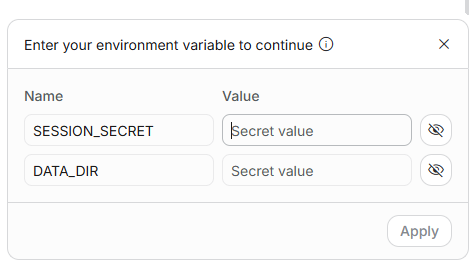 Enter your environment variable to continue
Name Value
SESSION_SECRET Secret value
DATA_DIR Secret value
Apply